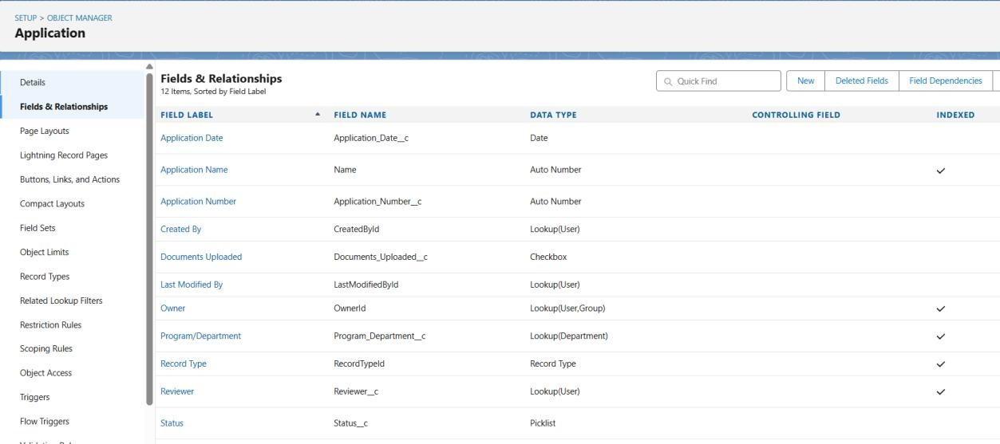 SETUP > OBJECT MANAGER
Application
Details
Fields & Relationships
Page Layouts
Lightning Record Pages
Buttons, Links, and Actions
Compact Layouts
Field Sets
Object Limits
Record Types
Related Lookup Filters
Restriction Rules
Scoping Rules
Object Access
Triggers
Flow Triggers
Fields & Relationships
12 Items, Sorted by Field Label
Quick Find
New
Deleted Fields
Field Dependencies
FIELD LABEL FIELD NAME DATA TYPE CONTROLLING FIELD INDEXED
Application Date Application_Date__c Date
Application Name Name Auto Number
Application Number Application_Number__c Auto Number
Created By CreatedById Lookup(User)
Documents Uploaded Documents_Uploaded__c Checkbox
Last Modified By LastModifiedById Lookup(User)
Owner OwnerId Lookup(User,Group)
Program/Department Program_Department__c Lookup(Department)
Record Type RecordTypeId Record Type
Reviewer Reviewer__c Lookup(User)
Status Status__c Picklist